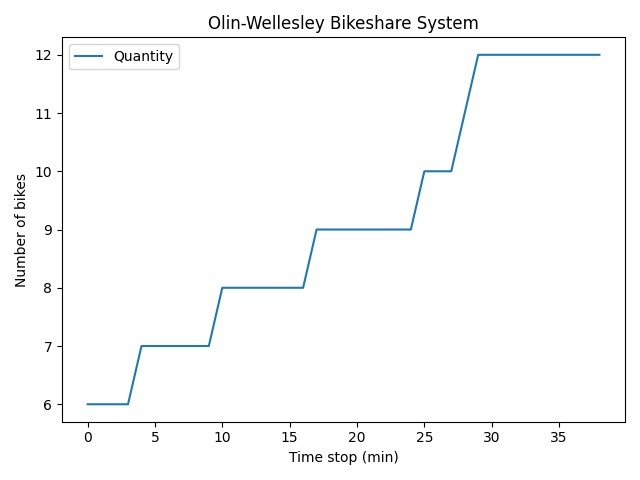 Olin-Wellesley Bikeshare System
Quantity
Number of bikes
12
11
10
9
8
7
6
0 5 10 15 20 25 30 35
Time stop (min)